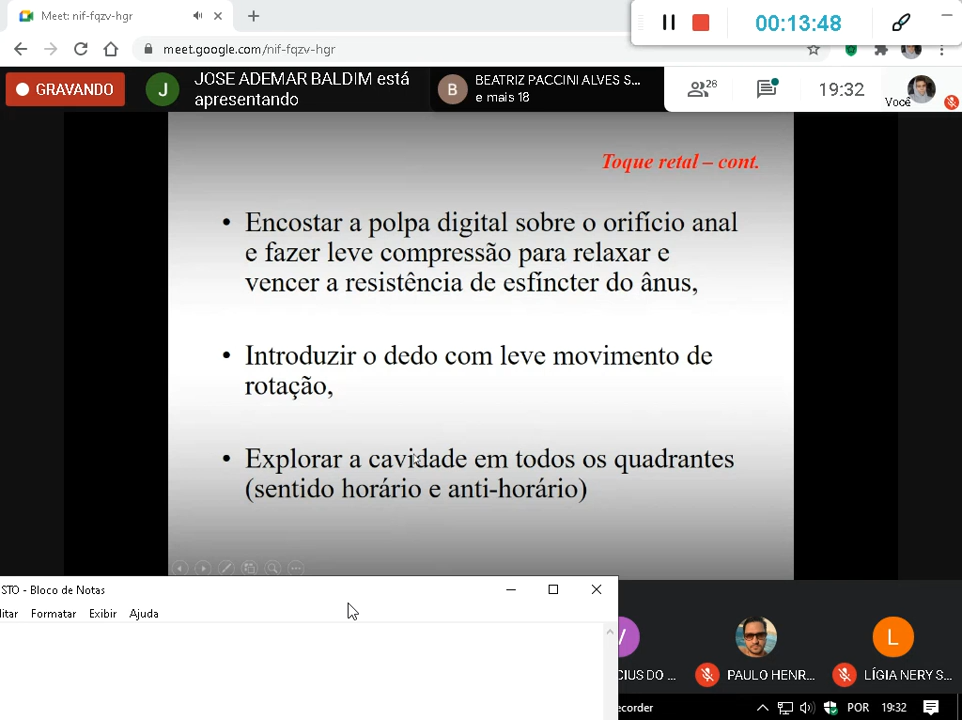 Meet: nif-fqzv-hgr
00:13:48
meet.google.com/nif-fqzv-hgr
GRAVANDO
J
JOSE ADEMAR BALDIM está
apresentando
B
BEATRIZ PACCINI ALVES S...
e mais 18
28
19:32
Você
Toque retal – cont.
• Encostar a polpa digital sobre o orifício anal
e fazer leve compressão para relaxar e
vencer a resistência de esfíncter do ânus,
• Introduzir o dedo com leve movimento de
rotação,
• Explorar a cavidade em todos os quadrantes
(sentido horário e anti-horário)
STO - Bloco de Notas
itar Formatar Exibir Ajuda
V
L
CIUS DO ...
PAULO HENR...
LÍGIA NERY S...
ecorder
POR
19:32